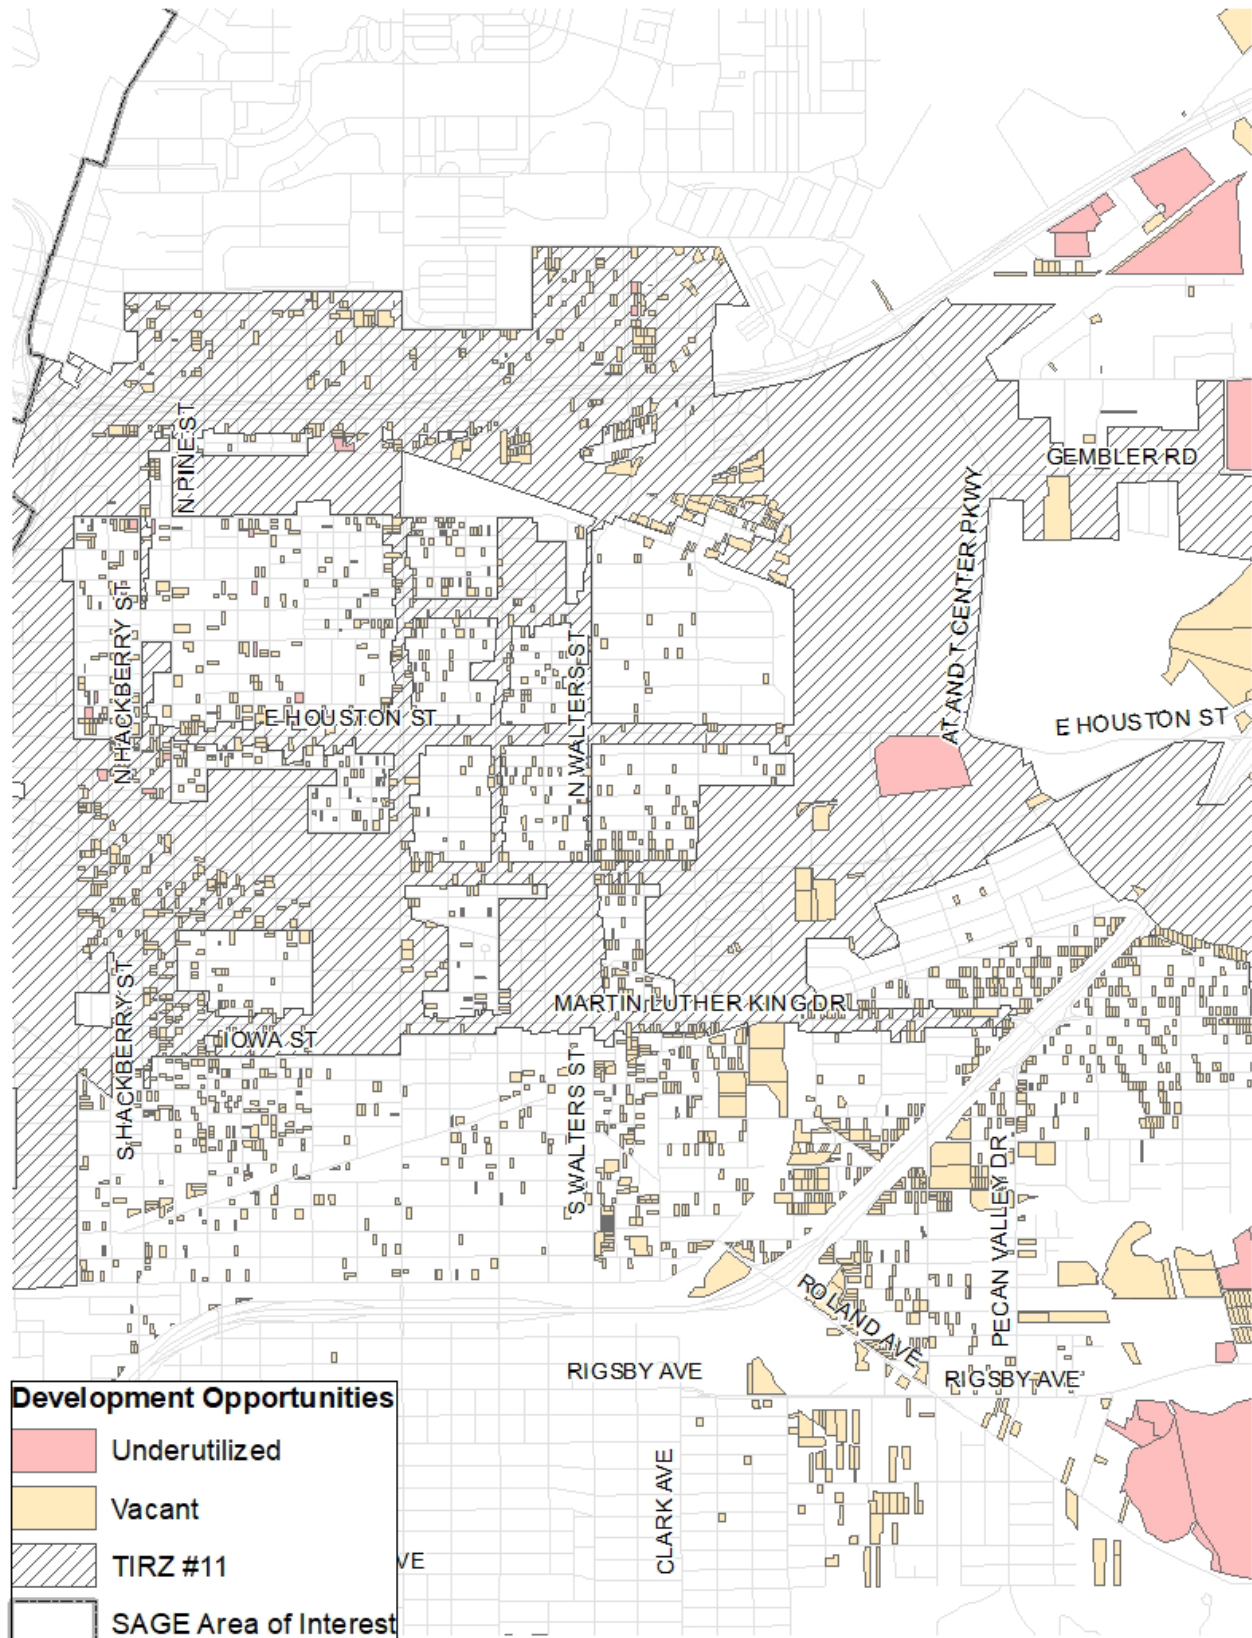 N PINE ST
GEMBLER RD
AT AND T CENTER PKWY
N HACKBERRY ST
N WALTERS ST
E HOUSTON ST
E HOUSTON ST
S HACKBERRY ST
MARTIN LUTHER KING DR
IOWA ST
S WALTERS ST
PECAN VALLEY DR
ROLAND AVE
RIGSBY AVE
RIGSBY AVE
CLARK AVE
Development Opportunities
Underutilized
Vacant
TIRZ #11
VE
SAGE Area of Interest